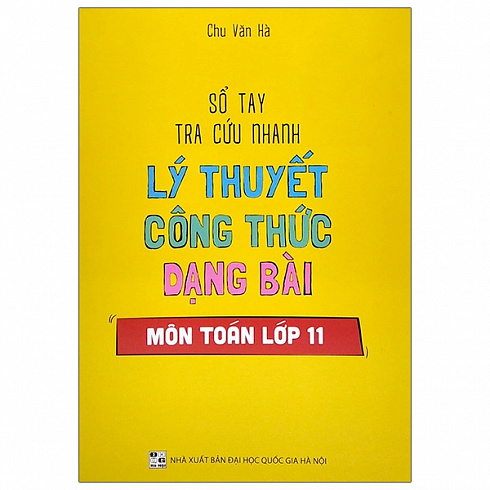 Chu Văn Hà
SỔ TAY
TRA CỨU NHANH
LÝ THUYẾT
CÔNG THỨC
DẠNG BÀI
MÔN TOÁN LỚP 11
NHÀ XUẤT BẢN ĐẠI HỌC QUỐC GIA HÀ NỘI